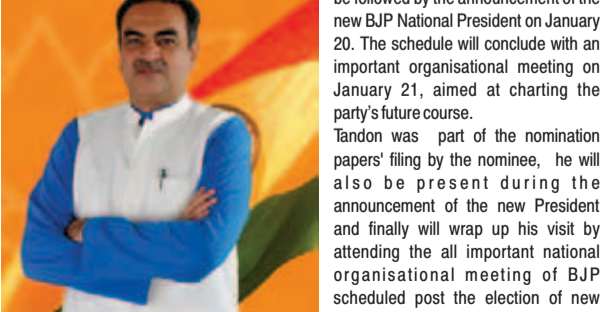 be followed by the announcement of the
new BJP National President on January
20. The schedule will conclude with an
important organisational meeting on
January 21, aimed at charting the
party's future course.
Tandon was part of the nomination
papers' filing by the nominee, he will
also be present during the
announcement of the new President
and finally will wrap up his visit by
attending the all important national
organisational meeting of BJP
scheduled post the election of new